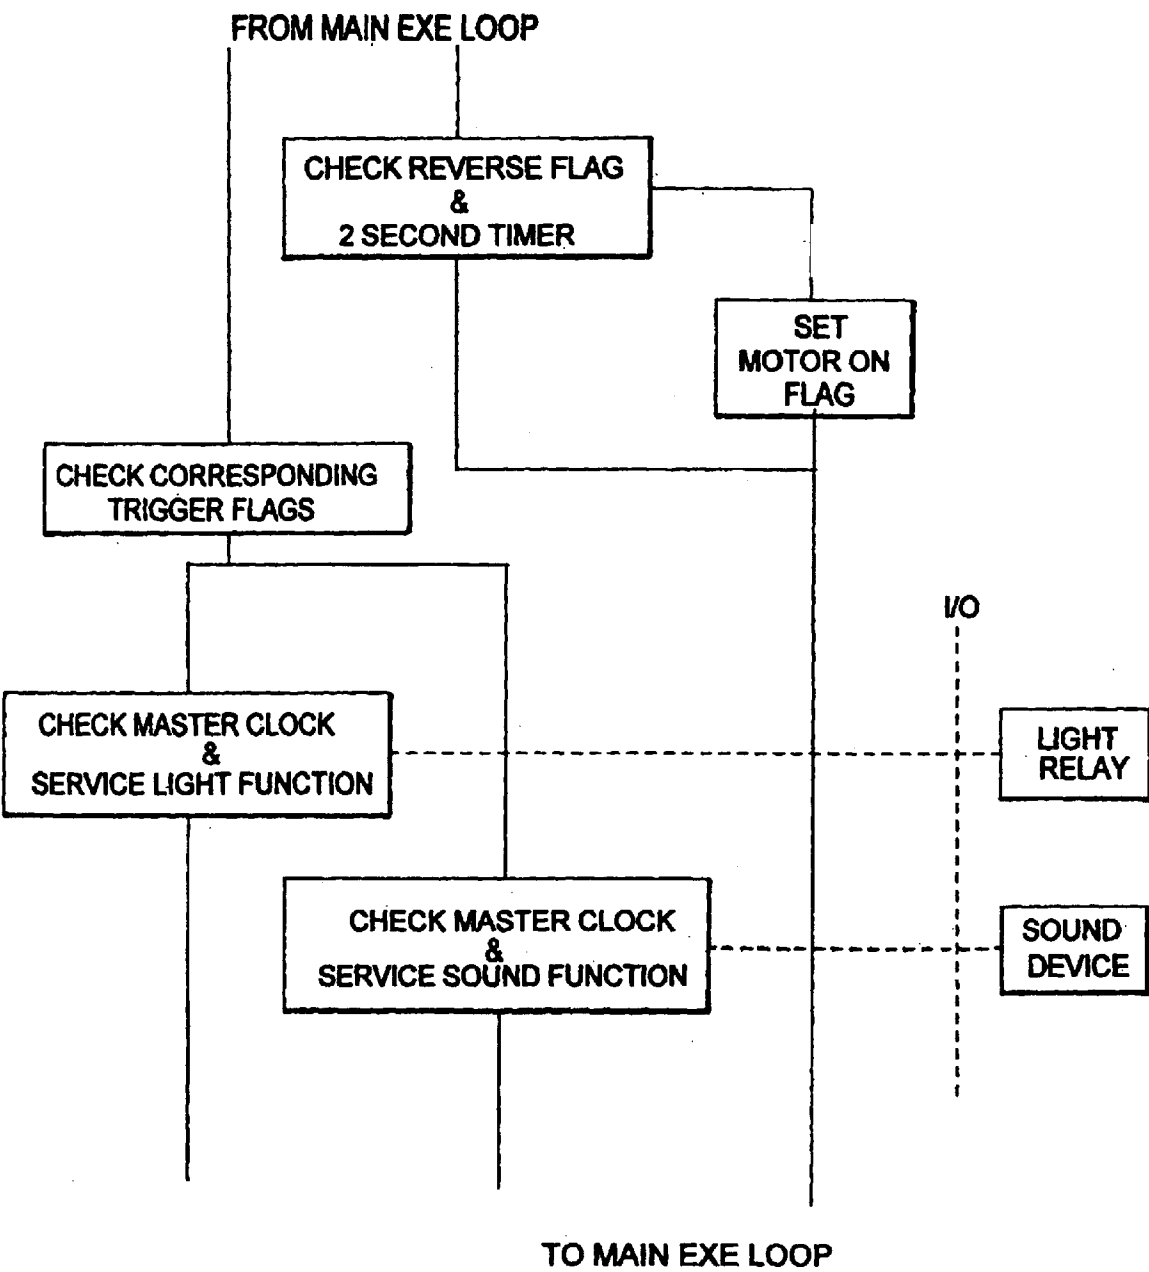 FROM MAIN EXE LOOP
CHECK REVERSE FLAG
&
2 SECOND TIMER
SET
MOTOR ON
FLAG
CHECK CORRESPONDING
TRIGGER FLAGS
I/O
CHECK MASTER CLOCK
&
SERVICE LIGHT FUNCTION
LIGHT
RELAY
CHECK MASTER CLOCK
&
SERVICE SOUND FUNCTION
SOUND
DEVICE
TO MAIN EXE LOOP